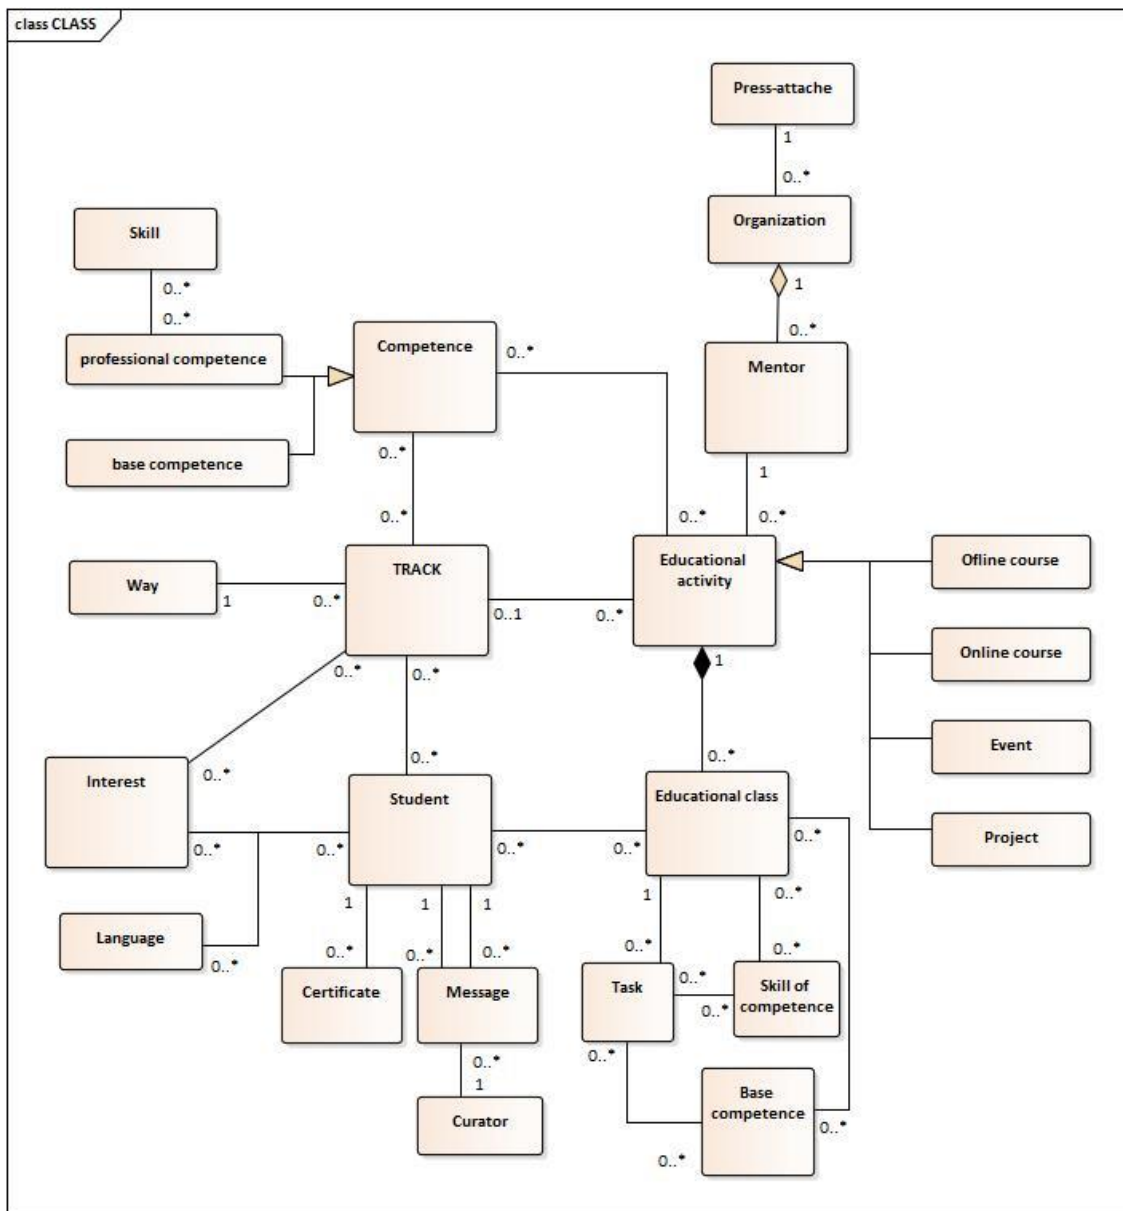 class CLASS
Press-attache
1
0..*
Organization
1
0..*
Skill
0..*
0..*
professional competence
base competence
Competence
0..*
0..*
0..*
Mentor
1
0..*
0..*
Educational
activity
1
TRACK
0..1
0..*
Way
1
0..*
0..*
0..*
Ofline course
Online course
Event
Project
0..*
0..*
0..*
Interest
0..*
Student
0..*
0..*
Educational class
0..*
0..*
Language
0..*
1
1
1
0..*
0..*
0..*
1
0..*
0..*
0..*
Certificate
Message
Task
0..*
0..*
Skill of
competence
0..*
1
0..*
Curator
Base
competence
0..*
0..*